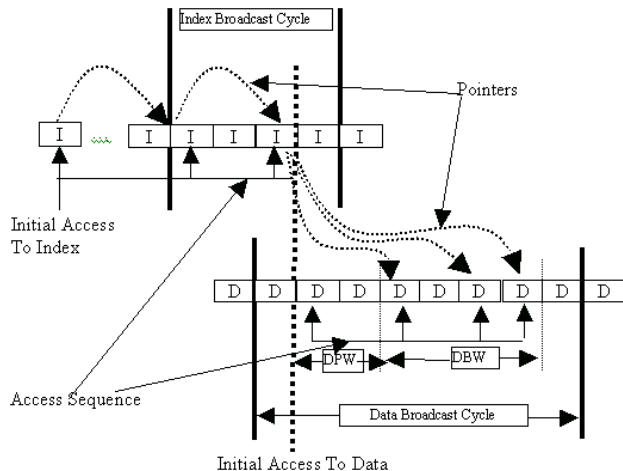 Index Broadcast Cycle
Pointers
I
I I I I I I
Initial Access
To Index
D D D D D D D D D D
DPW
DBW
Access Sequence
Data Broadcast Cycle
Initial Access To Data